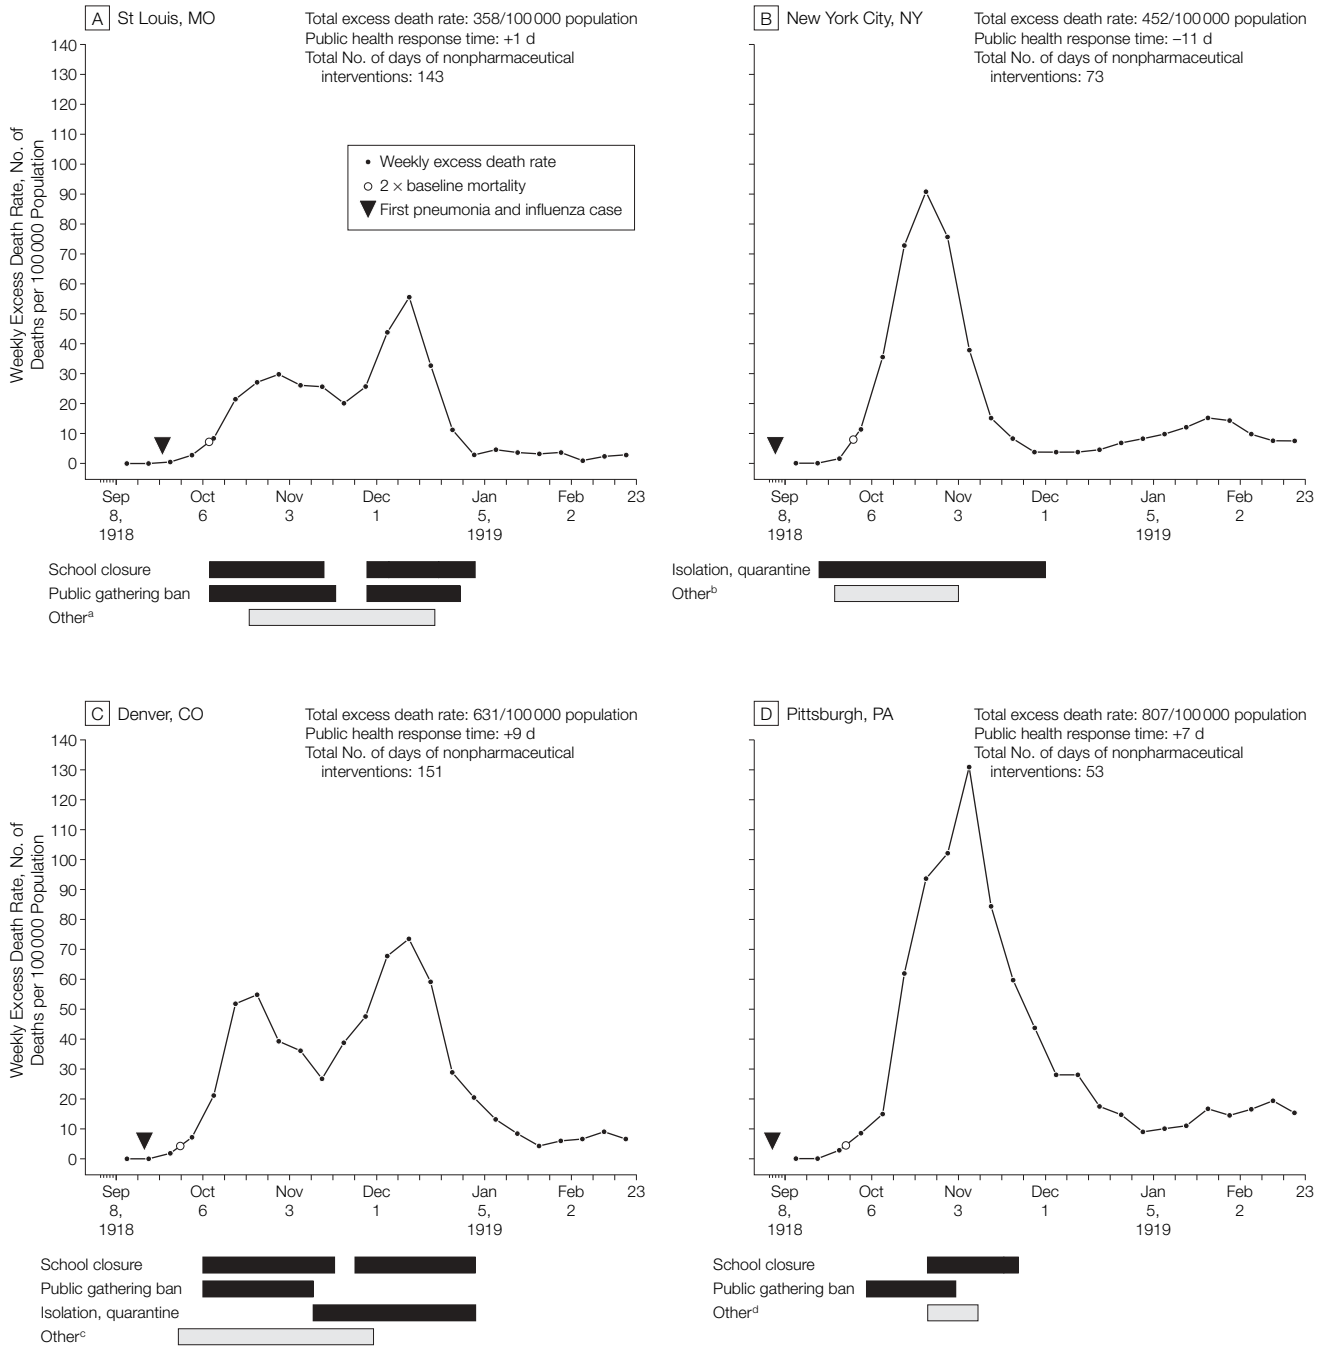 A St Louis, MO
Total excess death rate: 358/100 000 population
Public health response time: +1 d
Total No. of days of nonpharmaceutical
interventions: 143
Weekly Excess Death Rate, No. of
Deaths per 100 000 Population
140
130
120
110
100
90
80
70
60
50
40
30
20
10
0
Weekly excess death rate
2 × baseline mortality
First pneumonia and influenza case
Sep Oct Nov Dec Jan Feb 23
8, 6 3 1 5, 2
1918 1919
School closure
Public gathering ban
Otherᵃ
B New York City, NY
Total excess death rate: 452/100 000 population
Public health response time: –11 d
Total No. of days of nonpharmaceutical
interventions: 73
Sep Oct Nov Dec Jan Feb 23
8, 6 3 1 5, 2
1918 1919
Isolation, quarantine
Otherᵇ
C Denver, CO
Total excess death rate: 631/100 000 population
Public health response time: +9 d
Total No. of days of nonpharmaceutical
interventions: 151
Weekly Excess Death Rate, No. of
Deaths per 100 000 Population
140
130
120
110
100
90
80
70
60
50
40
30
20
10
0
Sep Oct Nov Dec Jan Feb 23
8, 6 3 1 5, 2
1918 1919
School closure
Public gathering ban
Isolation, quarantine
Otherᶜ
D Pittsburgh, PA
Total excess death rate: 807/100 000 population
Public health response time: +7 d
Total No. of days of nonpharmaceutical
interventions: 53
Sep Oct Nov Dec Jan Feb 23
8, 6 3 1 5, 2
1918 1919
School closure
Public gathering ban
Otherᵈ